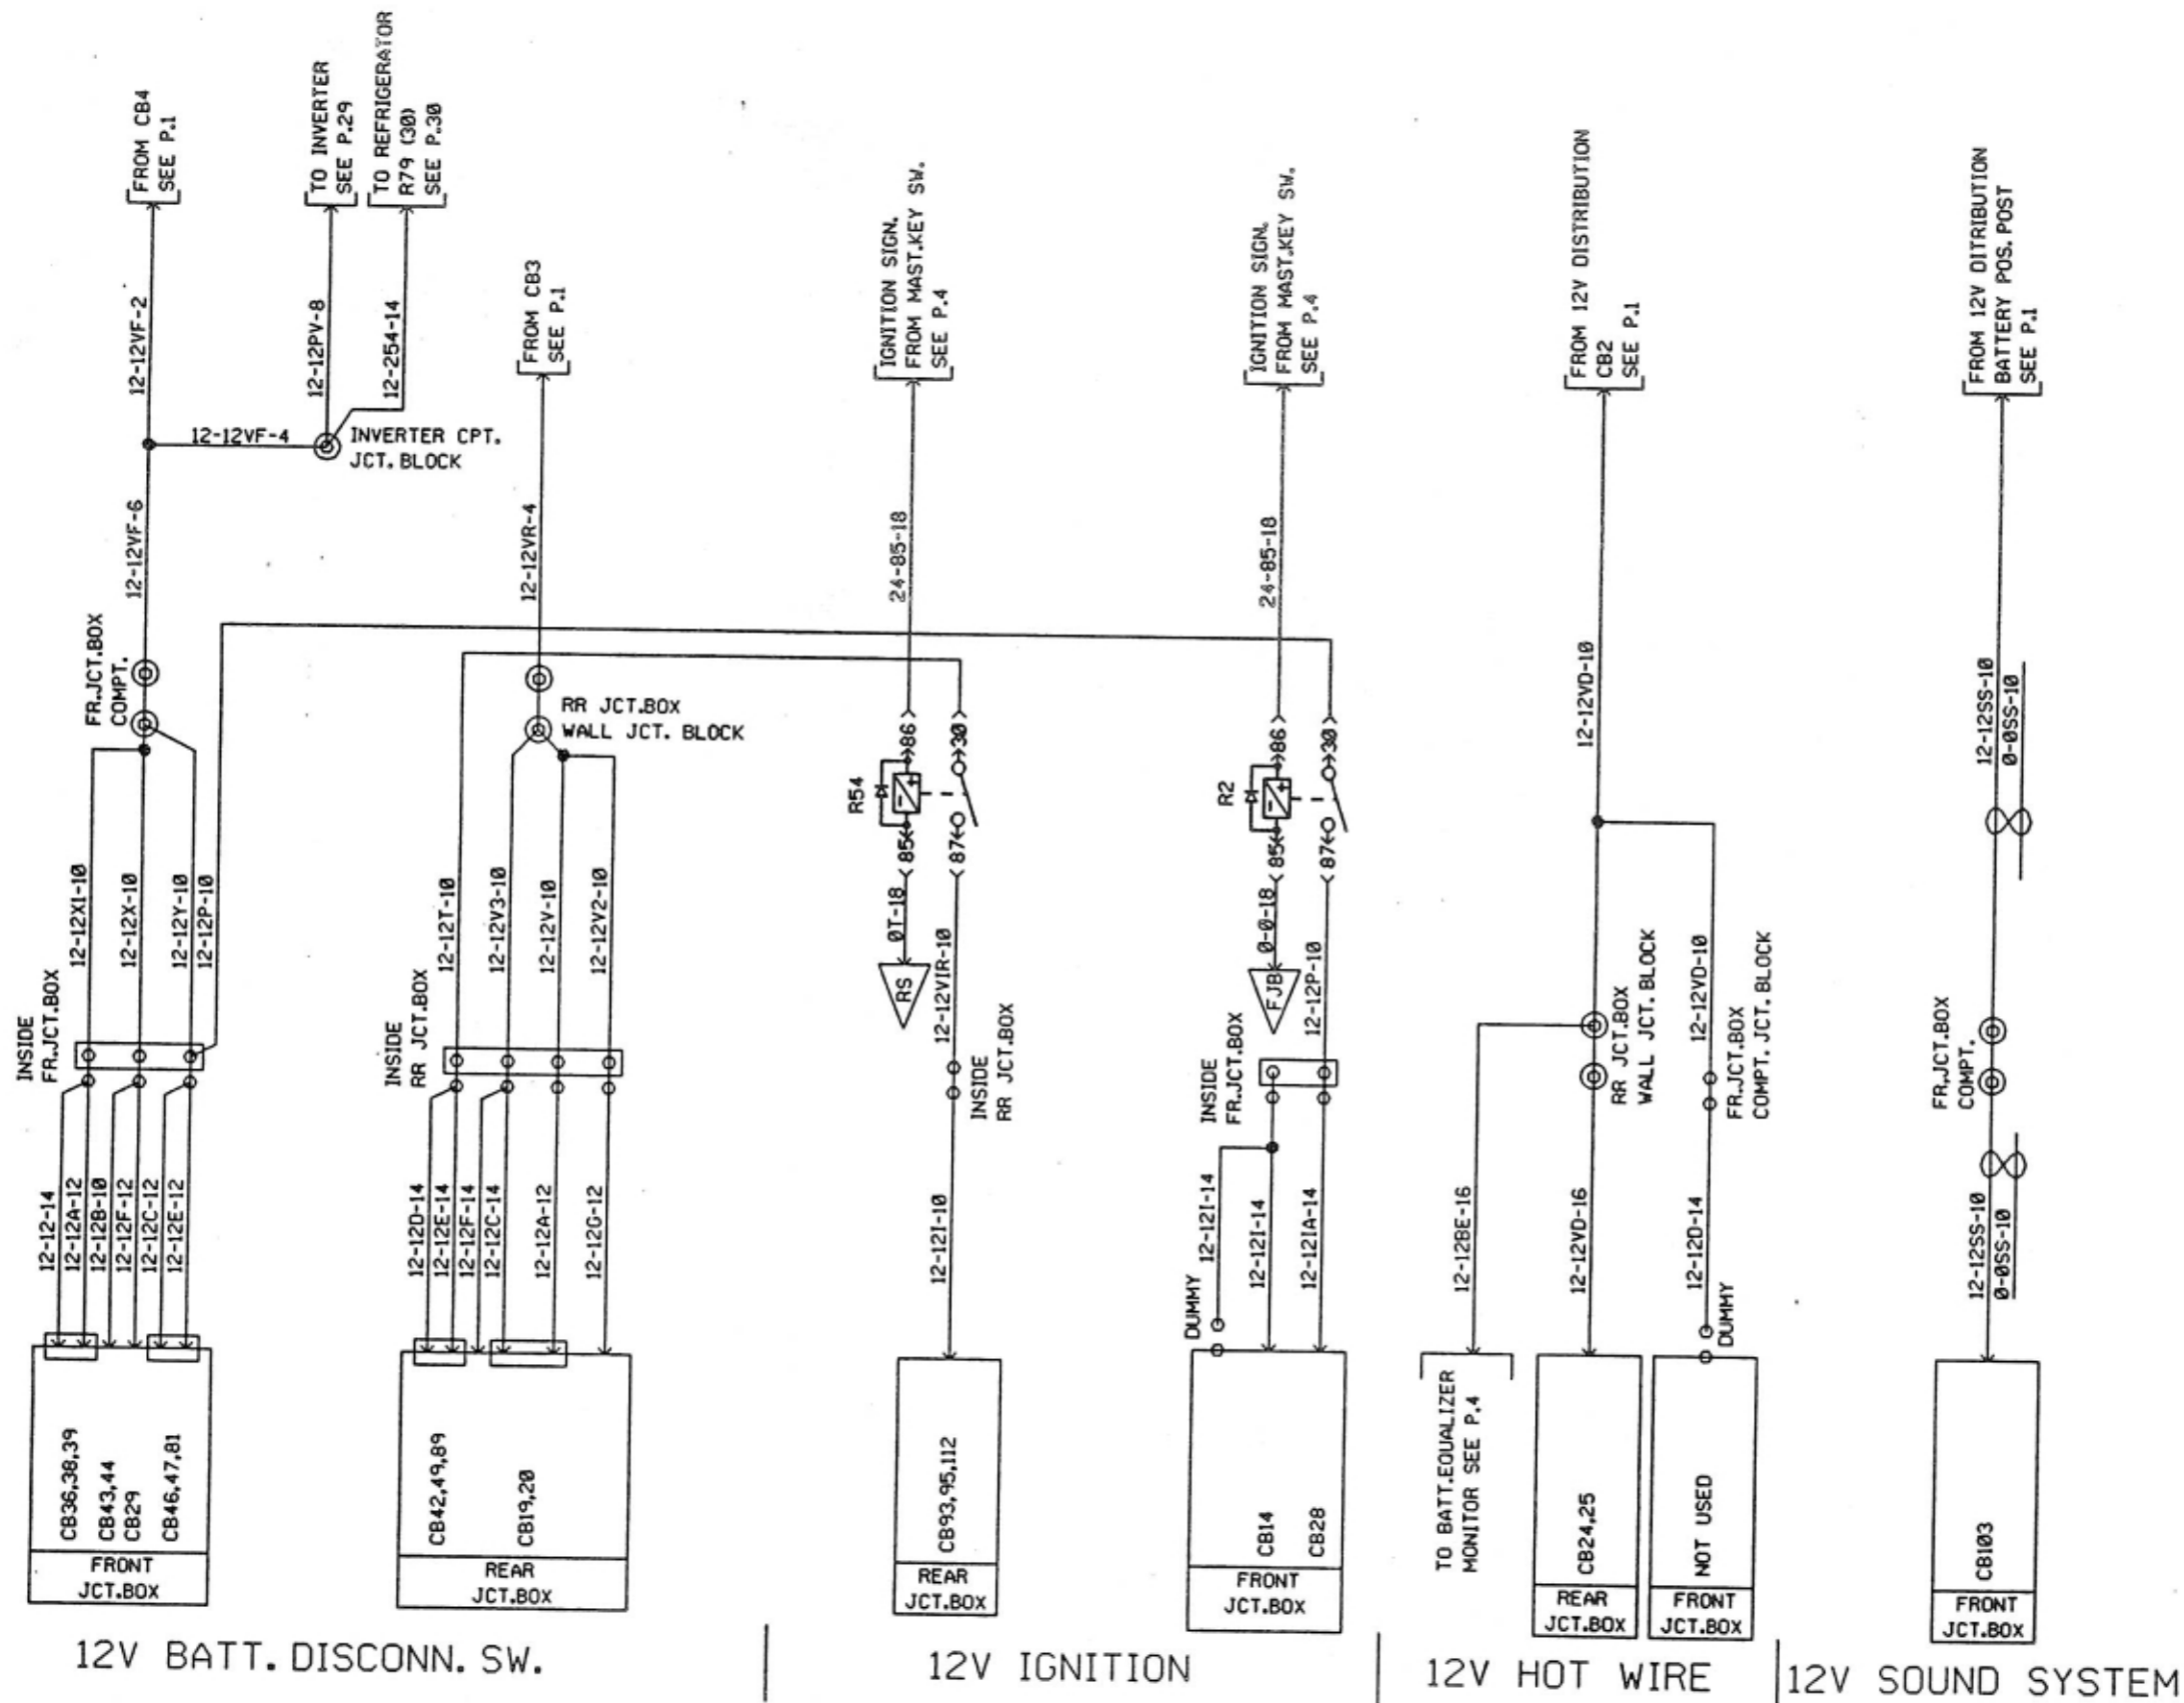 FROM CB4
SEE P.1
TO INVERTER
SEE P.29
TO REFRIGERATOR
R79 (30)
SEE P.30
12-12VF-2
12-12PV-8
12-254-14
12-12VF-4
INVERTER CPT.
JCT. BLOCK
12-12VF-6
FROM CB3
SEE P.1
12-12VR-4
IGNITION SIGN.
FROM MAST.KEY SW.
SEE P.4
24-85-18
IGNITION SIGN.
FROM MAST.KEY SW.
SEE P.4
24-85-18
FROM 12V DISTRIBUTION
CB2
SEE P.1
12-12VD-10
FROM 12V DITRIBUTION
BATTERY POS. POST
SEE P.1
12-12SS-10
0-0SS-10
FR.JCT.BOX
COMPT.
RR JCT.BOX
WALL JCT. BLOCK
12-12X1-10
12-12X-10
12-12Y-10
12-12P-10
INSIDE
FR.JCT.BOX
12-12-14
12-12A-12
12-12B-10
12-12F-12
12-12C-12
12-12E-12
CB36,38,39
CB43,44
CB29
CB46,47,81
FRONT
JCT.BOX
12-12T-10
12-12V3-10
12-12V-10
12-12V2-10
INSIDE
RR JCT.BOX
12-12D-14
12-12E-14
12-12F-14
12-12C-14
12-12A-12
12-12G-12
CB42,49,89
CB19,20
REAR
JCT.BOX
R54
86
30
85
87
0T-18
RS
12-12VIR-10
INSIDE
RR JCT.BOX
12-12I-10
CB93,95,112
REAR
JCT.BOX
R2
86
30
85
87
0-0-18
FJB
12-12P-10
INSIDE
FR.JCT.BOX
12-12I-14
12-12I-14
12-12IA-14
DUMMY
CB14
CB28
FRONT
JCT.BOX
RR JCT.BOX
WALL JCT. BLOCK
12-12VD-10
FR.JCT.BOX
COMPT. JCT. BLOCK
12-12BE-16
12-12VD-16
12-12D-14
DUMMY
TO BATT.EQUALIZER
MONITOR SEE P.4
CB24,25
REAR
JCT.BOX
NOT USED
FRONT
JCT.BOX
FR.JCT.BOX
COMPT.
12-12SS-10
0-0SS-10
CB103
FRONT
JCT.BOX
12V BATT. DISCONN. SW.
12V IGNITION
12V HOT WIRE
12V SOUND SYSTEM